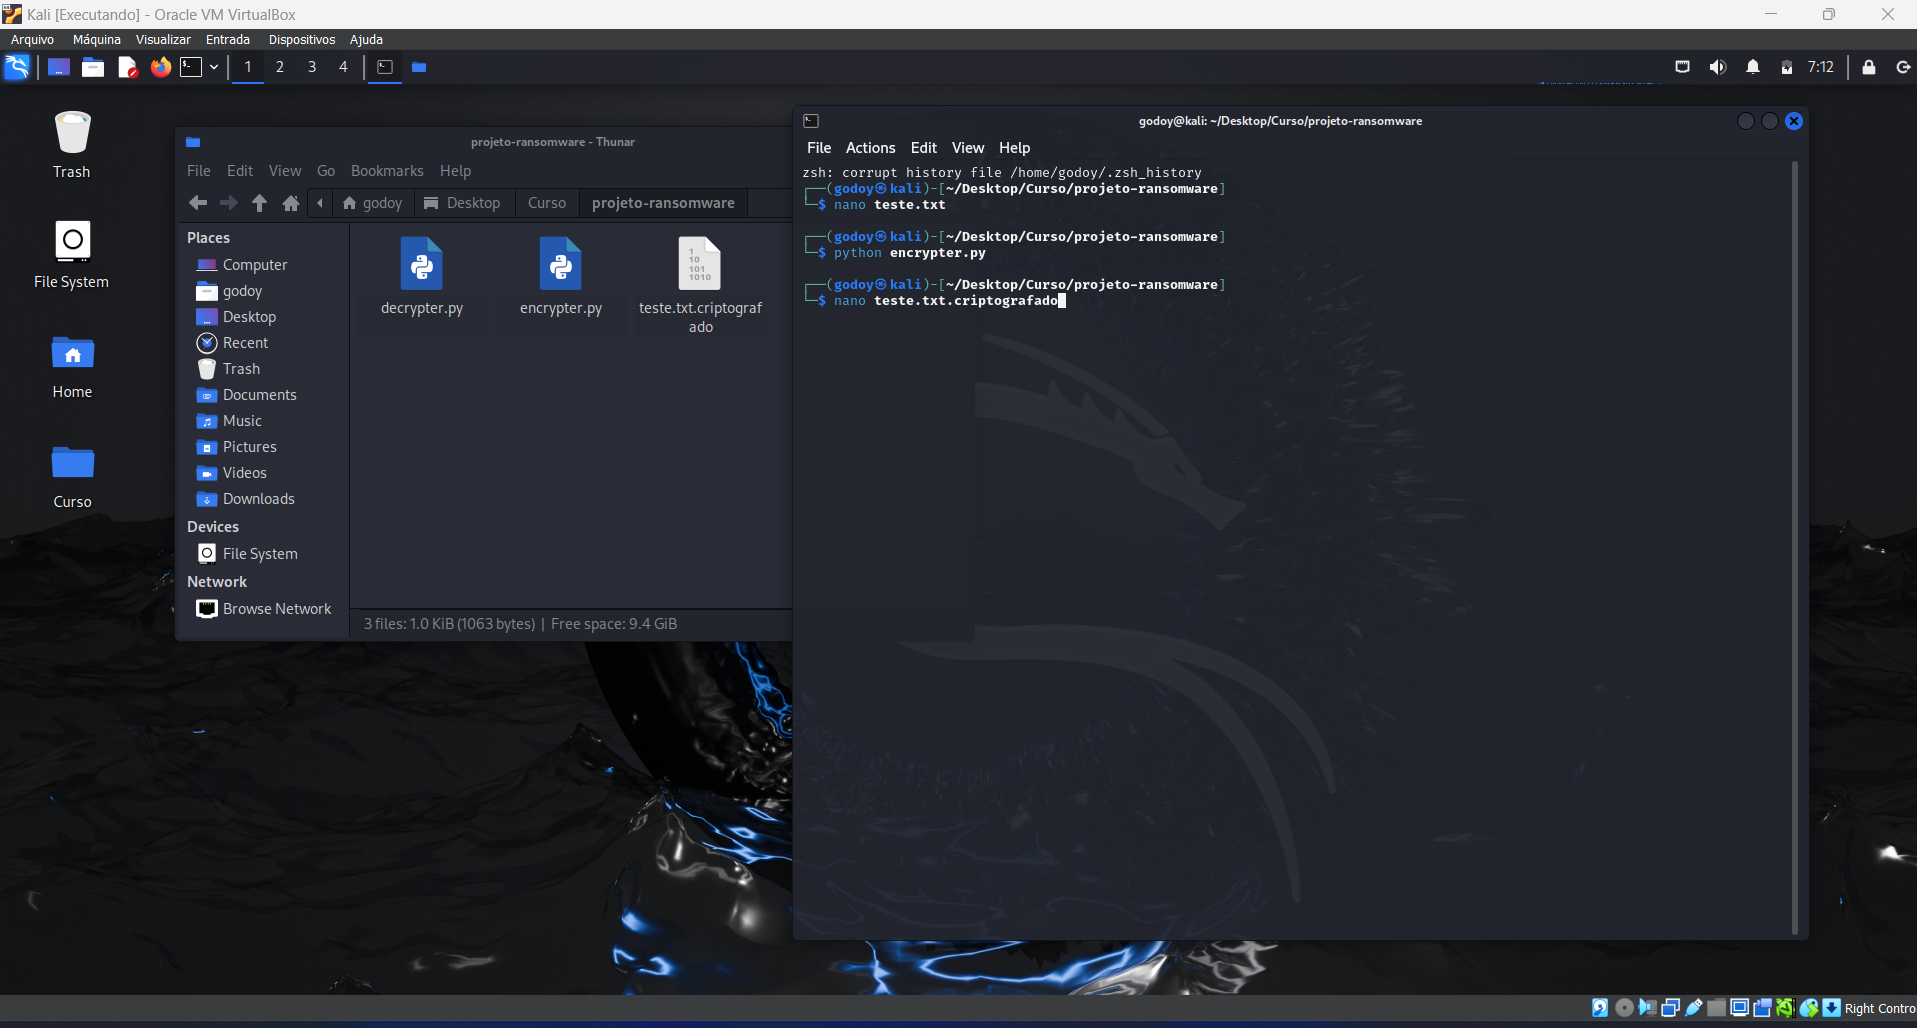 Kali [Executando] - Oracle VM VirtualBox
Arquivo Máquina Visualizar Entrada Dispositivos Ajuda
1 2 3 4
7:12
Trash
File System
Home
Curso
projeto-ransomware - Thunar
File Edit View Go Bookmarks Help
godoy Desktop Curso projeto-ransomware
Places
Computer
godoy
Desktop
Recent
Trash
Documents
Music
Pictures
Videos
Downloads
Devices
File System
Network
Browse Network
decrypter.py
encrypter.py
teste.txt.criptograf
ado
3 files: 1.0 KiB (1063 bytes) | Free space: 9.4 GiB
godoy@kali: ~/Desktop/Curso/projeto-ransomware
File Actions Edit View Help
zsh: corrupt history file /home/godoy/.zsh_history
┌──(godoy㉿kali)-[~/Desktop/Curso/projeto-ransomware]
└─$ nano teste.txt
┌──(godoy㉿kali)-[~/Desktop/Curso/projeto-ransomware]
└─$ python encrypter.py
┌──(godoy㉿kali)-[~/Desktop/Curso/projeto-ransomware]
└─$ nano teste.txt.criptografado
Right Contro